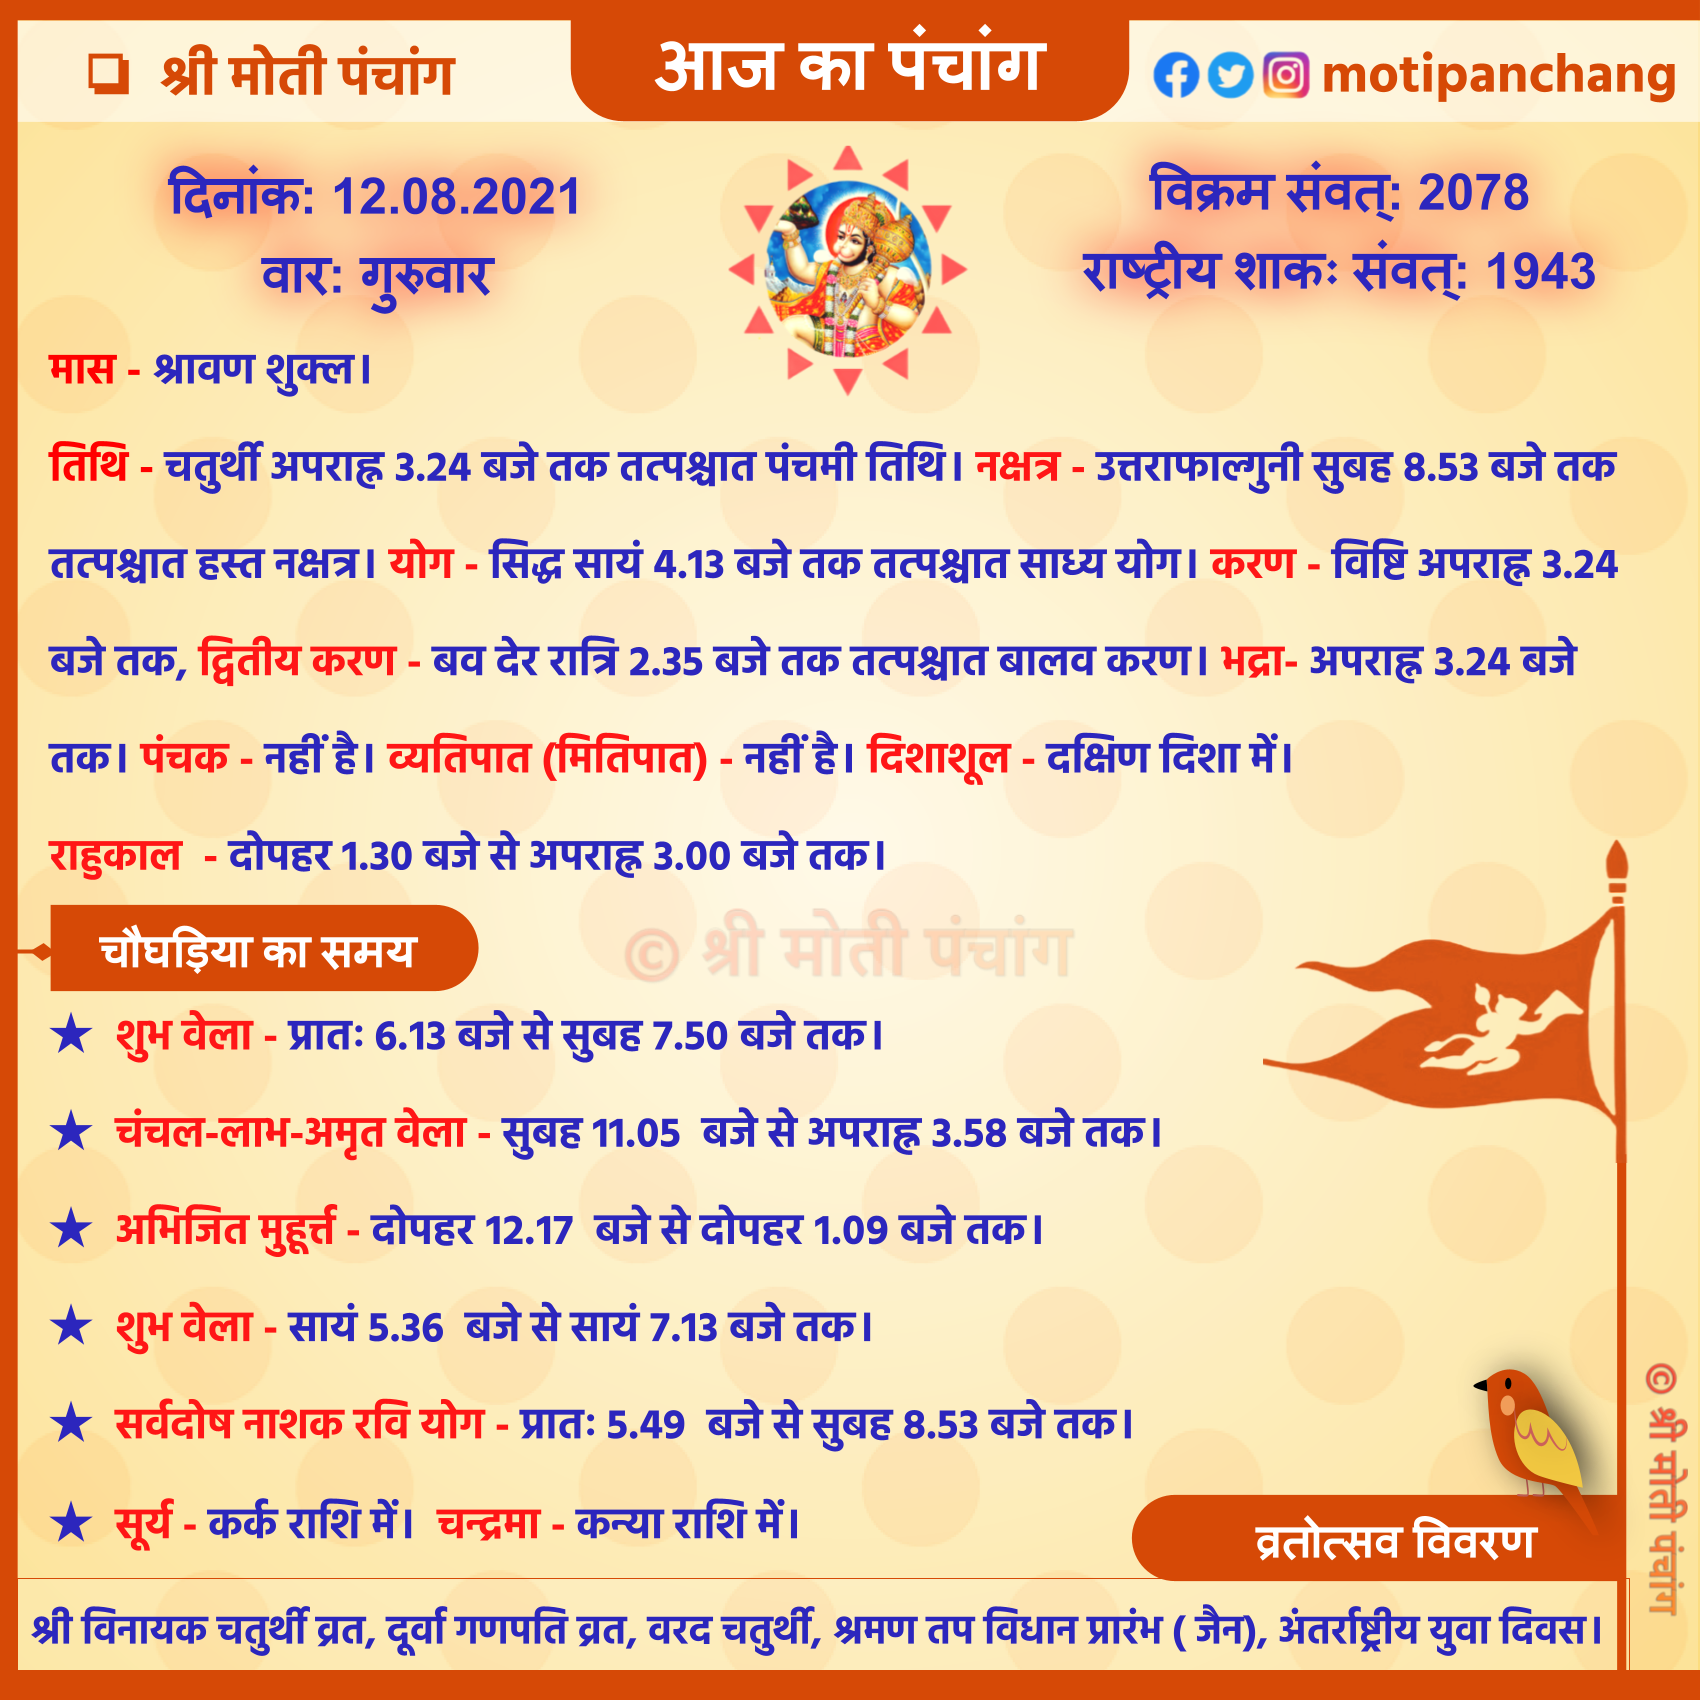 ❏ श्री मोती पंचांग
आज का पंचांग
motipanchang
दिनांक: 12.08.2021
वार: गुरुवार
विक्रम संवत्: 2078
राष्ट्रीय शाकः संवत्: 1943
मास - श्रावण शुक्ल।
तिथि - चतुर्थी अपराह्न 3.24 बजे तक तत्पश्चात पंचमी तिथि। नक्षत्र - उत्तराफाल्गुनी सुबह 8.53 बजे तक
तत्पश्चात हस्त नक्षत्र। योग - सिद्ध सायं 4.13 बजे तक तत्पश्चात साध्य योग। करण - विष्टि अपराह्न 3.24
बजे तक, द्वितीय करण - बव देर रात्रि 2.35 बजे तक तत्पश्चात बालव करण। भद्रा- अपराह्न 3.24 बजे
तक। पंचक - नहीं है। व्यतिपात (मितिपात) - नहीं है। दिशाशूल - दक्षिण दिशा में।
राहुकाल - दोपहर 1.30 बजे से अपराह्न 3.00 बजे तक।
© श्री मोती पंचांग
चौघड़िया का समय
★ शुभ वेला - प्रातः 6.13 बजे से सुबह 7.50 बजे तक।
★ चंचल-लाभ-अमृत वेला - सुबह 11.05 बजे से अपराह्न 3.58 बजे तक।
★ अभिजित मुहूर्त्त - दोपहर 12.17 बजे से दोपहर 1.09 बजे तक।
★ शुभ वेला - सायं 5.36 बजे से सायं 7.13 बजे तक।
★ सर्वदोष नाशक रवि योग - प्रातः 5.49 बजे से सुबह 8.53 बजे तक।
★ सूर्य - कर्क राशि में। चन्द्रमा - कन्या राशि में।
© श्री मोती पंचांग
व्रतोत्सव विवरण
श्री विनायक चतुर्थी व्रत, दूर्वा गणपति व्रत, वरद चतुर्थी, श्रमण तप विधान प्रारंभ ( जैन), अंतर्राष्ट्रीय युवा दिवस।